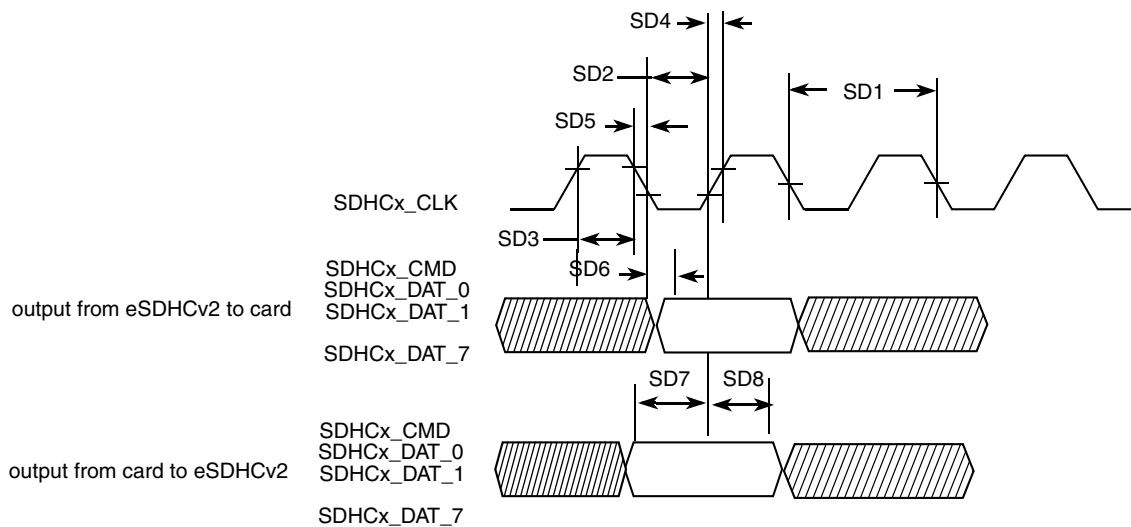 SD4
SD2
SD1
SD5
SDHCx_CLK
SD3
SDHCx_CMD
SD6
SDHCx_DAT_0
output from eSDHCv2 to card
SDHCx_DAT_1
SDHCx_DAT_7
SD7
SD8
SDHCx_CMD
SDHCx_DAT_0
output from card to eSDHCv2
SDHCx_DAT_1
SDHCx_DAT_7